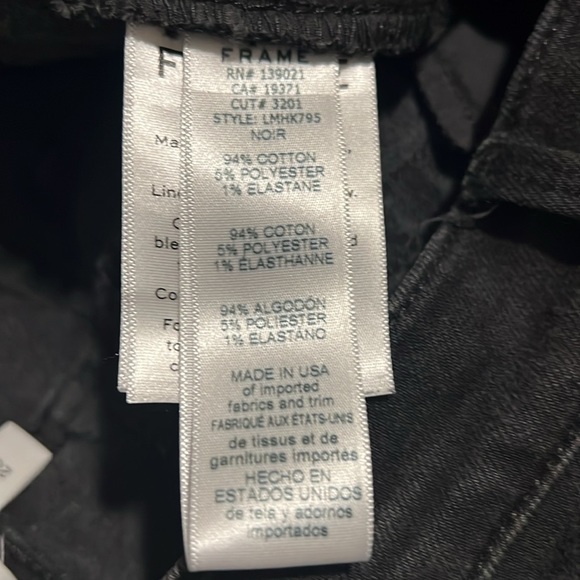 FRAME
RN# 139021
CA# 19371
CUT# 3201
STYLE: LMHK795
NOIR
94% COTTON
5% POLYESTER
1% ELASTANE
94% COTON
5% POLYESTER
1% ELASTHANNE
94% ALGODÓN
5% POLIESTER
1% ELASTANO
MADE IN USA
of imported
fabrics and trim
FABRIQUÉ AUX ÉTATS-UNIS
de tissus et de
garnitures importés
HECHO EN
ESTADOS UNIDOS
de tela y adornos
importados